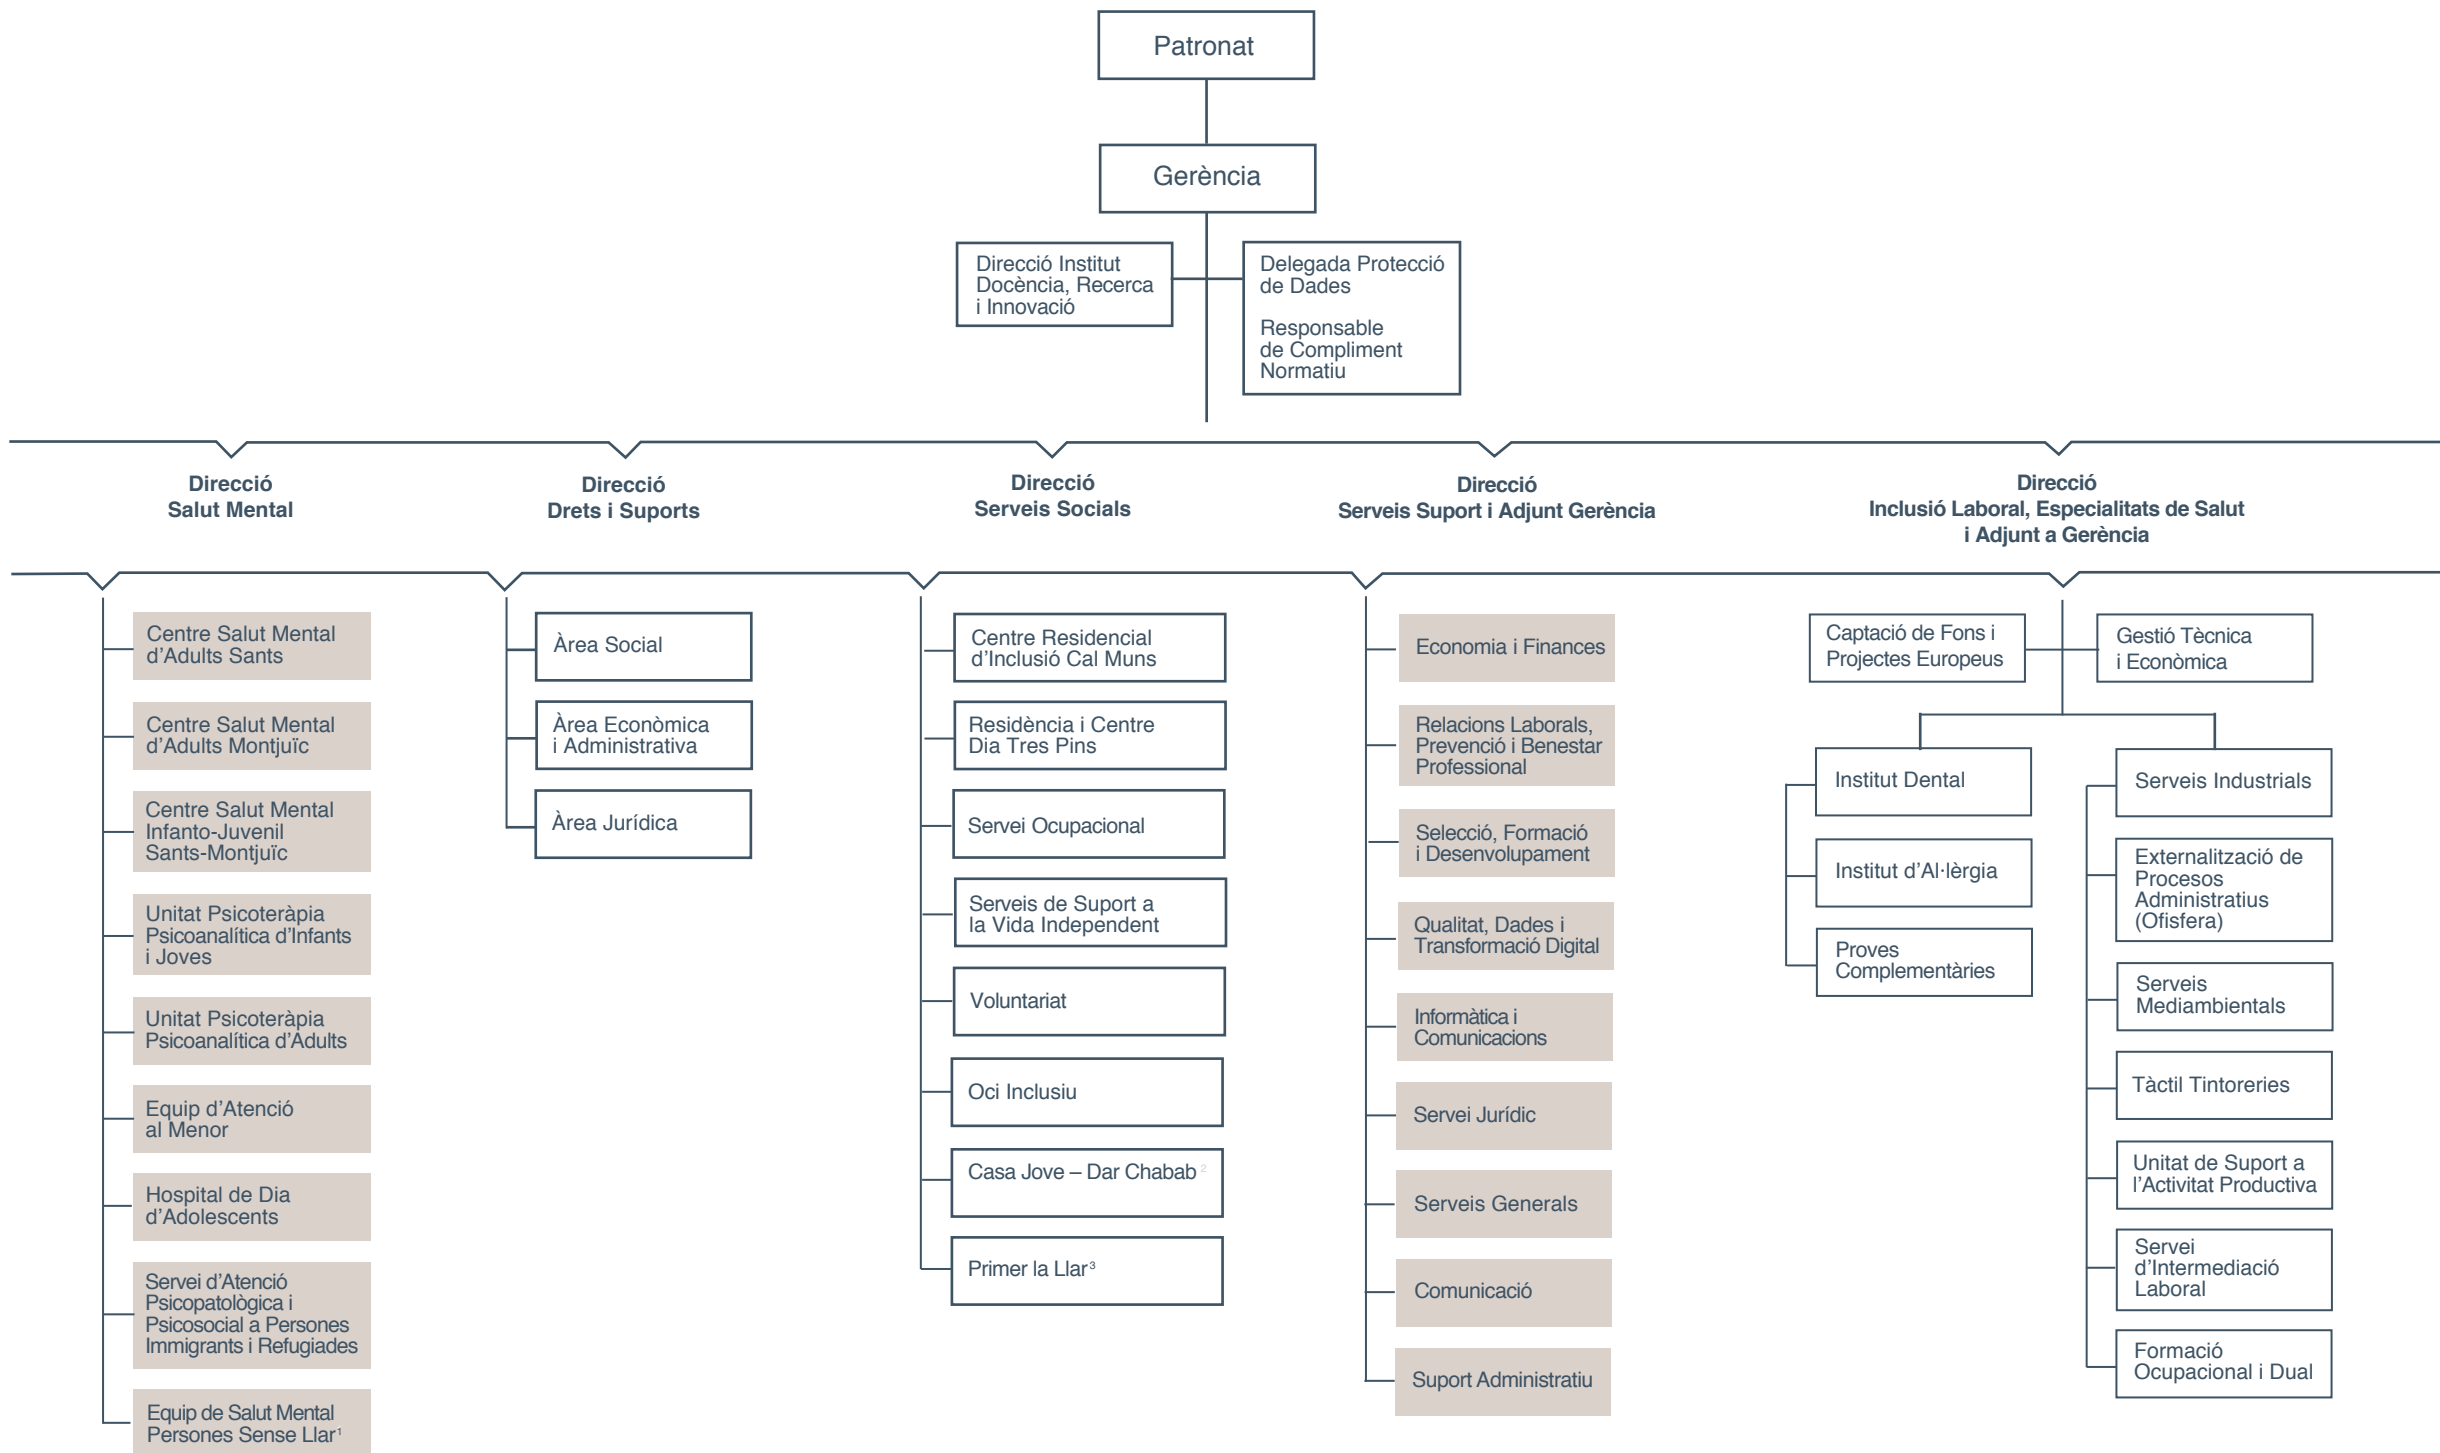 Patronat
Gerència
Direcció Institut
Docència, Recerca
i Innovació
Delegada Protecció
de Dades
Responsable
de Compliment
Normatiu
Direcció
Salut Mental
Direcció
Drets i Suports
Direcció
Serveis Socials
Direcció
Serveis Suport i Adjunt Gerència
Direcció
Inclusió Laboral, Especialitats de Salut
i Adjunt a Gerència
Centre Salut Mental
d’Adults Sants
Centre Salut Mental
d’Adults Montjuïc
Centre Salut Mental
Infanto-Juvenil
Sants-Montjuïc
Unitat Psicoteràpia
Psicoanalítica d’Infants
i Joves
Unitat Psicoteràpia
Psicoanalítica d’Adults
Equip d’Atenció
al Menor
Hospital de Dia
d’Adolescents
Servei d’Atenció
Psicopatològica i
Psicosocial a Persones
Immigrants i Refugiades
Equip de Salut Mental
Persones Sense Llar¹
Àrea Social
Àrea Econòmica
i Administrativa
Àrea Jurídica
Centre Residencial
d’Inclusió Cal Muns
Residència i Centre
Dia Tres Pins
Servei Ocupacional
Serveis de Suport a
la Vida Independent
Voluntariat
Oci Inclusiu
Casa Jove – Dar Chabab ²
Primer la Llar³
Economia i Finances
Relacions Laborals,
Prevenció i Benestar
Professional
Selecció, Formació
i Desenvolupament
Qualitat, Dades i
Transformació Digital
Informàtica i
Comunicacions
Servei Jurídic
Serveis Generals
Comunicació
Suport Administratiu
Captació de Fons i
Projectes Europeus
Gestió Tècnica
i Econòmica
Institut Dental
Institut d’Al·lèrgia
Proves
Complementàries
Serveis Industrials
Externalització de
Procesos
Administratius
(Ofisfera)
Serveis
Mediambientals
Tàctil Tintoreries
Unitat de Suport a
l’Activitat Productiva
Servei
d’Intermediació
Laboral
Formació
Ocupacional i Dual